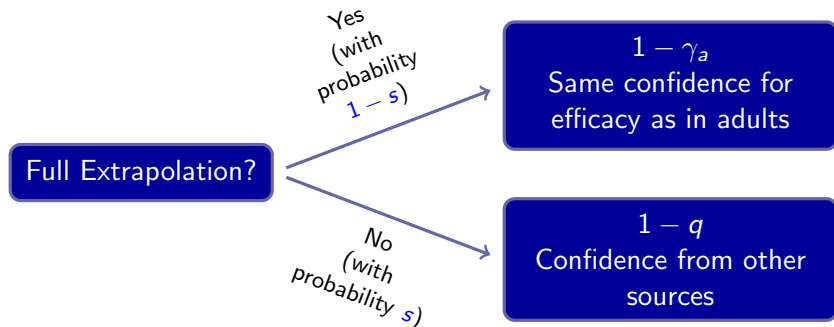 Full Extrapolation?
Yes
(with
probability
1 − s)
1 − γₐ
Same confidence for
efficacy as in adults
No
(with
probability s)
1 − q
Confidence from other
sources